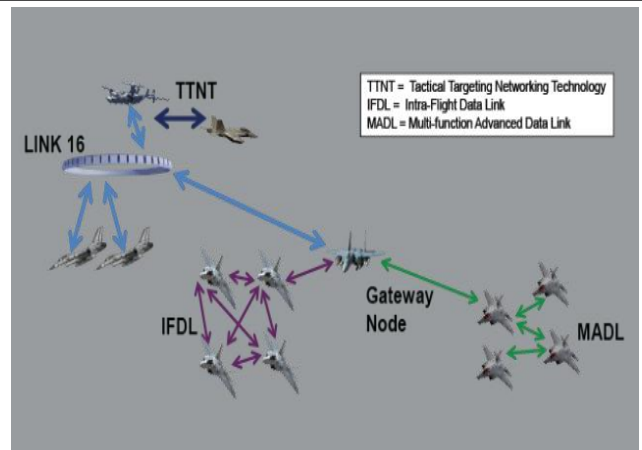 TTNT
TTNT = Tactical Targeting Networking Technology
IFDL = Intra-Flight Data Link
MADL = Multi-function Advanced Data Link
LINK 16
Gateway
Node
IFDL
MADL